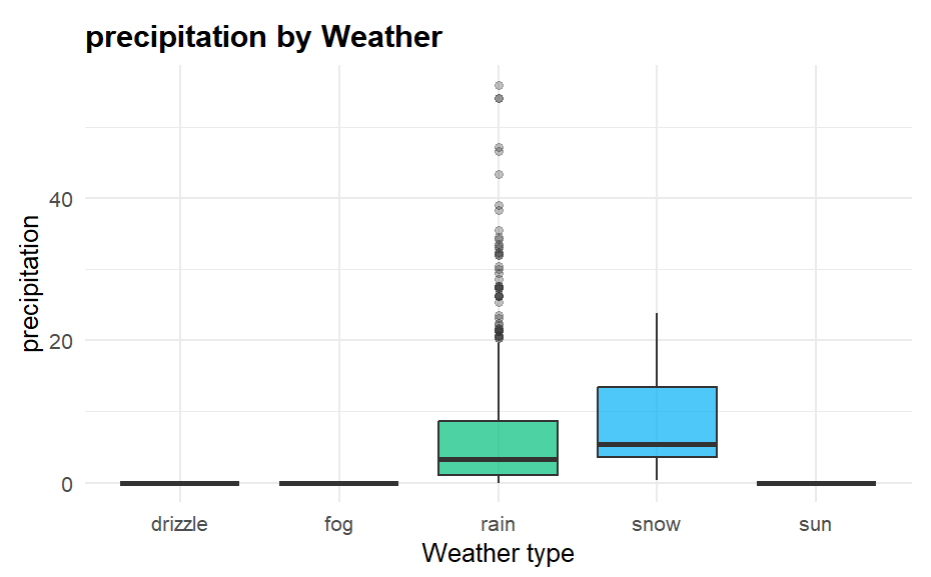 precipitation by Weather
precipitation
40
20
0
drizzle fog rain snow sun
Weather type